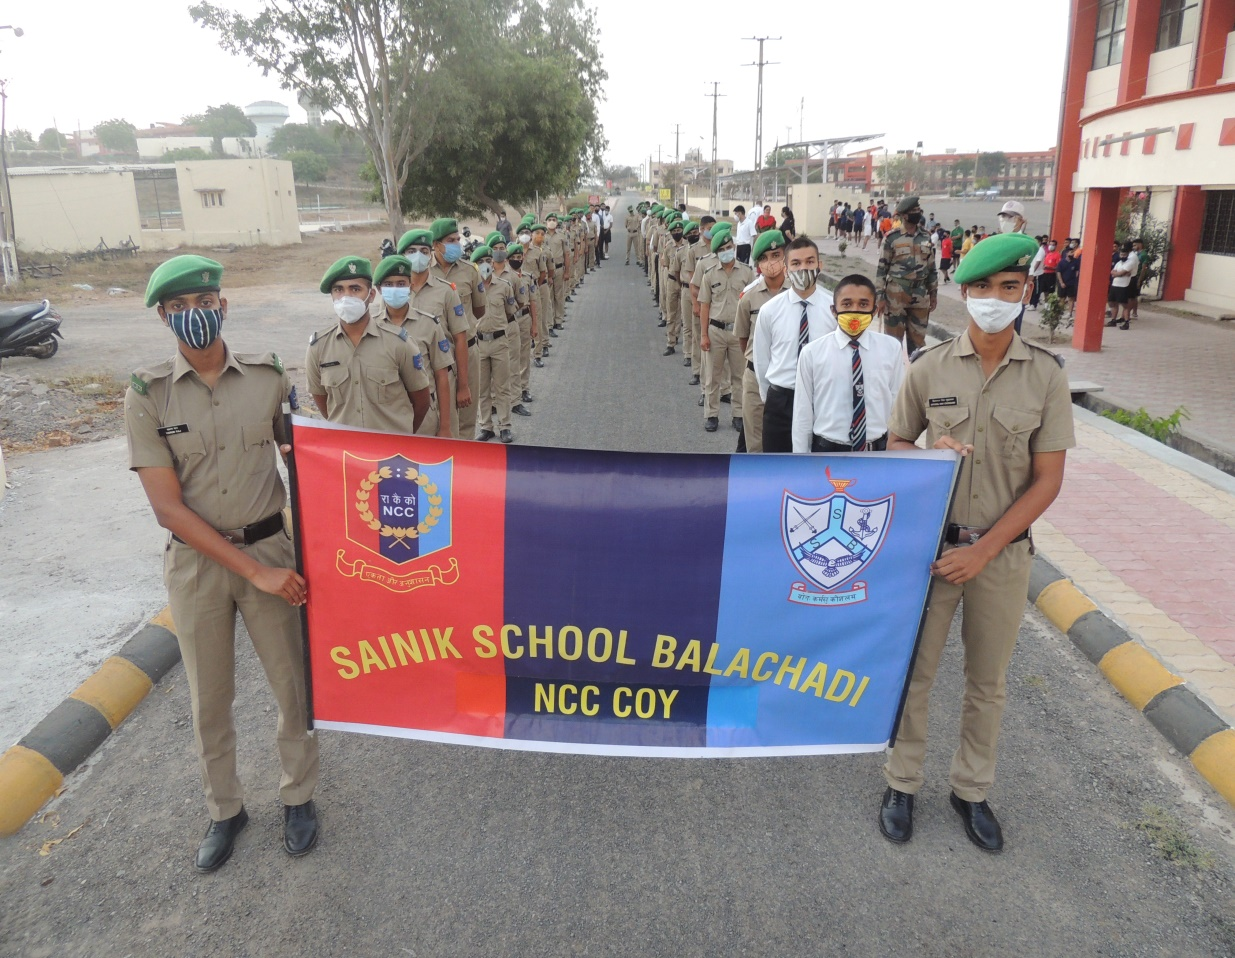 रा कै को
NCC
एकता और अनुशासन
S
S B
SAINIK SCHOOL BALACHADI
NCC COY